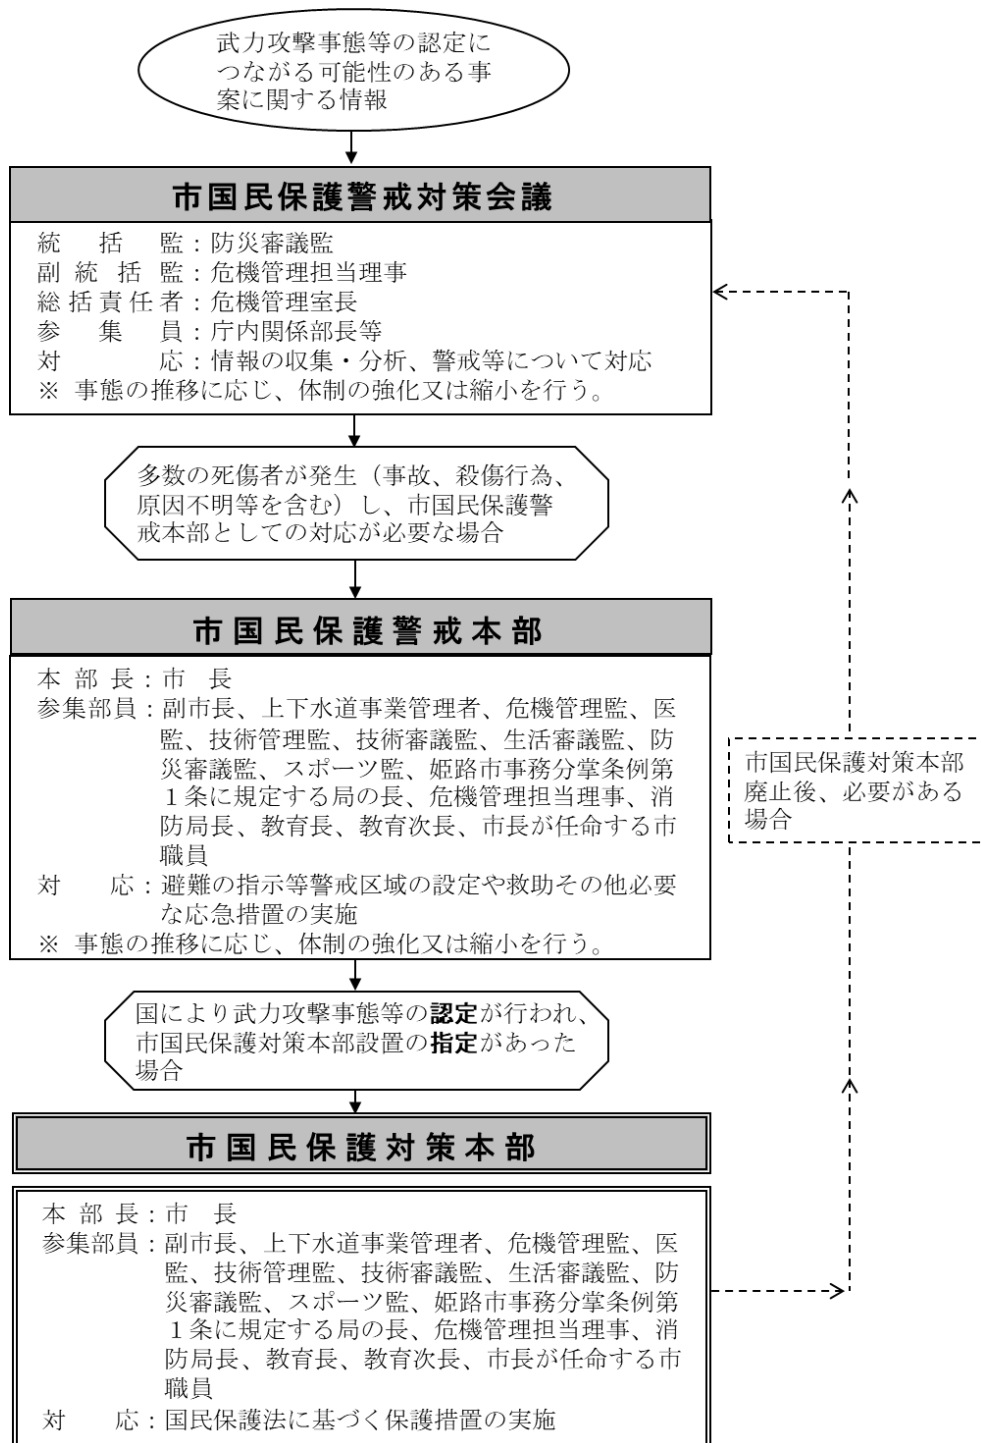 武力攻撃事態等の認定に
つながる可能性のある事
案に関する情報
市国民保護警戒対策会議
統括監：防災審議監
副統括監：危機管理担当理事
総括責任者：危機管理室長
参集員：庁内関係部長等
対応：情報の収集・分析、警戒等について対応
※ 事態の推移に応じ、体制の強化又は縮小を行う。
多数の死傷者が発生（事故、殺傷行為、
原因不明等を含む）し、市国民保護警
戒本部としての対応が必要な場合
市国民保護警戒本部
本部長：市　長
参集部員：副市長、上下水道事業管理者、危機管理監、医
監、技術管理監、技術審議監、生活審議監、防
災審議監、スポーツ監、姫路市事務分掌条例第
１条に規定する局の長、危機管理担当理事、消
防局長、教育長、教育次長、市長が任命する市
職員
対応：避難の指示等警戒区域の設定や救助その他必要
な応急措置の実施
※ 事態の推移に応じ、体制の強化又は縮小を行う。
市国民保護対策本部
廃止後、必要がある
場合
国により武力攻撃事態等の認定が行われ、
市国民保護対策本部設置の指定があった
場合
市国民保護対策本部
本部長：市　長
参集部員：副市長、上下水道事業管理者、危機管理監、医
監、技術管理監、技術審議監、生活審議監、防
災審議監、スポーツ監、姫路市事務分掌条例第
１条に規定する局の長、危機管理担当理事、消
防局長、教育長、教育次長、市長が任命する市
職員
対応：国民保護法に基づく保護措置の実施